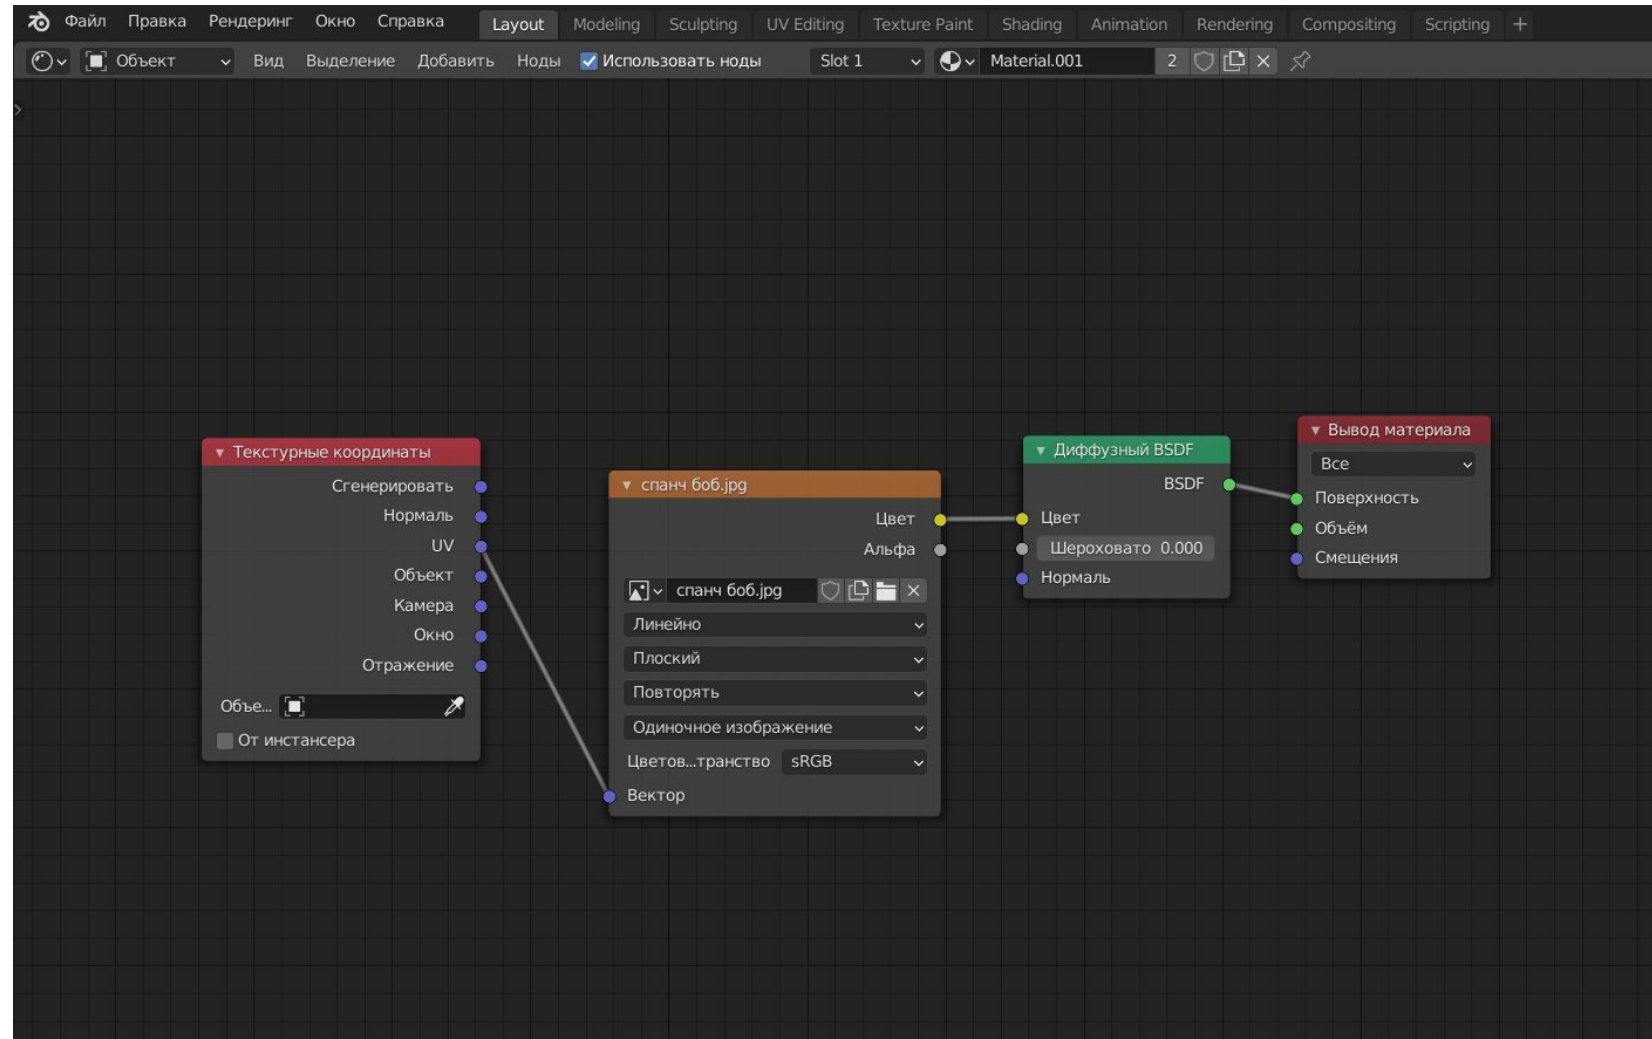 Файл Правка Рендеринг Окно Справка Layout Modeling Sculpting UV Editing Texture Paint Shading Animation Rendering Compositing Scripting +
Объект Вид Выделение Добавить Ноды Использовать ноды Slot 1 Material.001 2
Текстурные координаты
Сгенерировать
Нормаль
UV
Объект
Камера
Окно
Отражение
Объе...
От инстансера
спанч боб.jpg
Цвет
Альфа
спанч боб.jpg
Линейно
Плоский
Повторять
Одиночное изображение
Цветов...транство sRGB
Вектор
Диффузный BSDF
BSDF
Цвет
Шероховато 0.000
Нормаль
Вывод материала
Все
Поверхность
Объём
Смещения